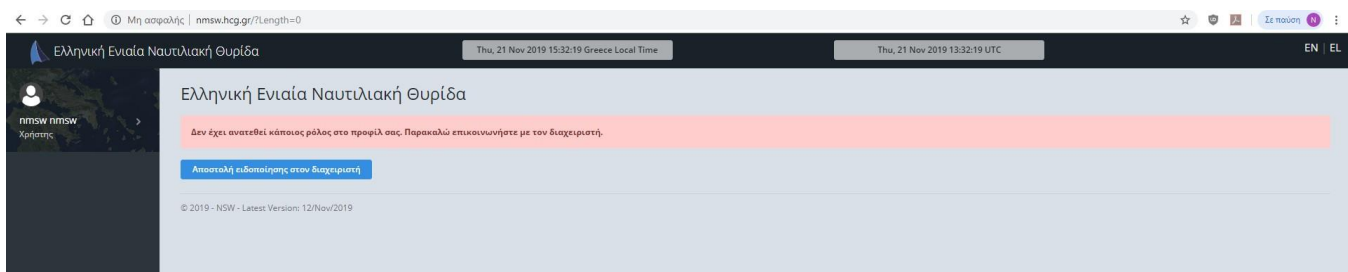 Μη ασφαλής | nmsw.hcg.gr/?Length=0 Σε παύση N
Ελληνική Ενιαία Ναυτιλιακή Θυρίδα Thu, 21 Nov 2019 15:32:19 Greece Local Time Thu, 21 Nov 2019 13:32:19 UTC EN | EL
Ελληνική Ενιαία Ναυτιλιακή Θυρίδα
nmsw nmsw
Χρήστης
Δεν έχει ανατεθεί κάποιος ρόλος στο προφίλ σας. Παρακαλώ επικοινωνήστε με τον διαχειριστή.
Αποστολή ειδοποίησης στον διαχειριστή
© 2019 - NSW - Latest Version: 12/Nov/2019